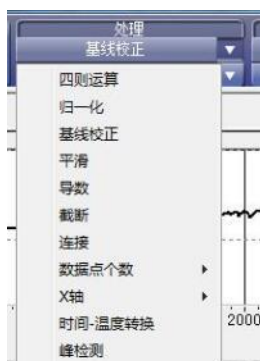 处理
基线校正
四则运算
归一化
基线校正
平滑
导数
截断
连接
数据点个数
X轴
时间-温度转换
峰检测
2000